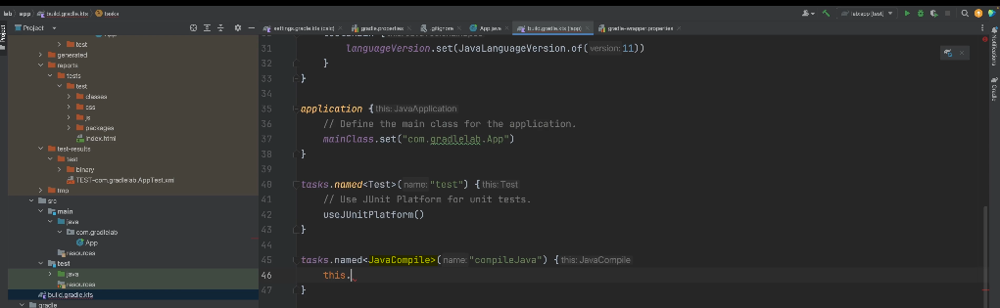 lab
app
build.gradle.kts
tasks
labapp [test]
Project
settings.gradle.kts (calc)
gradle.properties
.gitignore
App.java
build.gradle.kts (:app)
gradle-wrapper.properties
Project
Notifications
Gradle
test
generated
reports
tests
test
classes
css
js
packages
index.html
test-results
test
binary
TEST-com.gradlelab.AppTest.xml
tmp
src
main
java
com.gradlelab
App
resources
test
java
resources
build.gradle.kts
gradle
31 languageVersion.set(JavaLanguageVersion.of( version: 11))
32 }
33 }
34
35 application { this: JavaApplication
36 // Define the main class for the application.
37 mainClass.set("com.gradlelab.App")
38 }
39
40 tasks.named<Test>( name: "test") { this: Test
41 // Use JUnit Platform for unit tests.
42 useJUnitPlatform()
43 }
44
45 tasks.named<JavaCompile>( name: "compileJava") { this: JavaCompile
46 this.
47 }